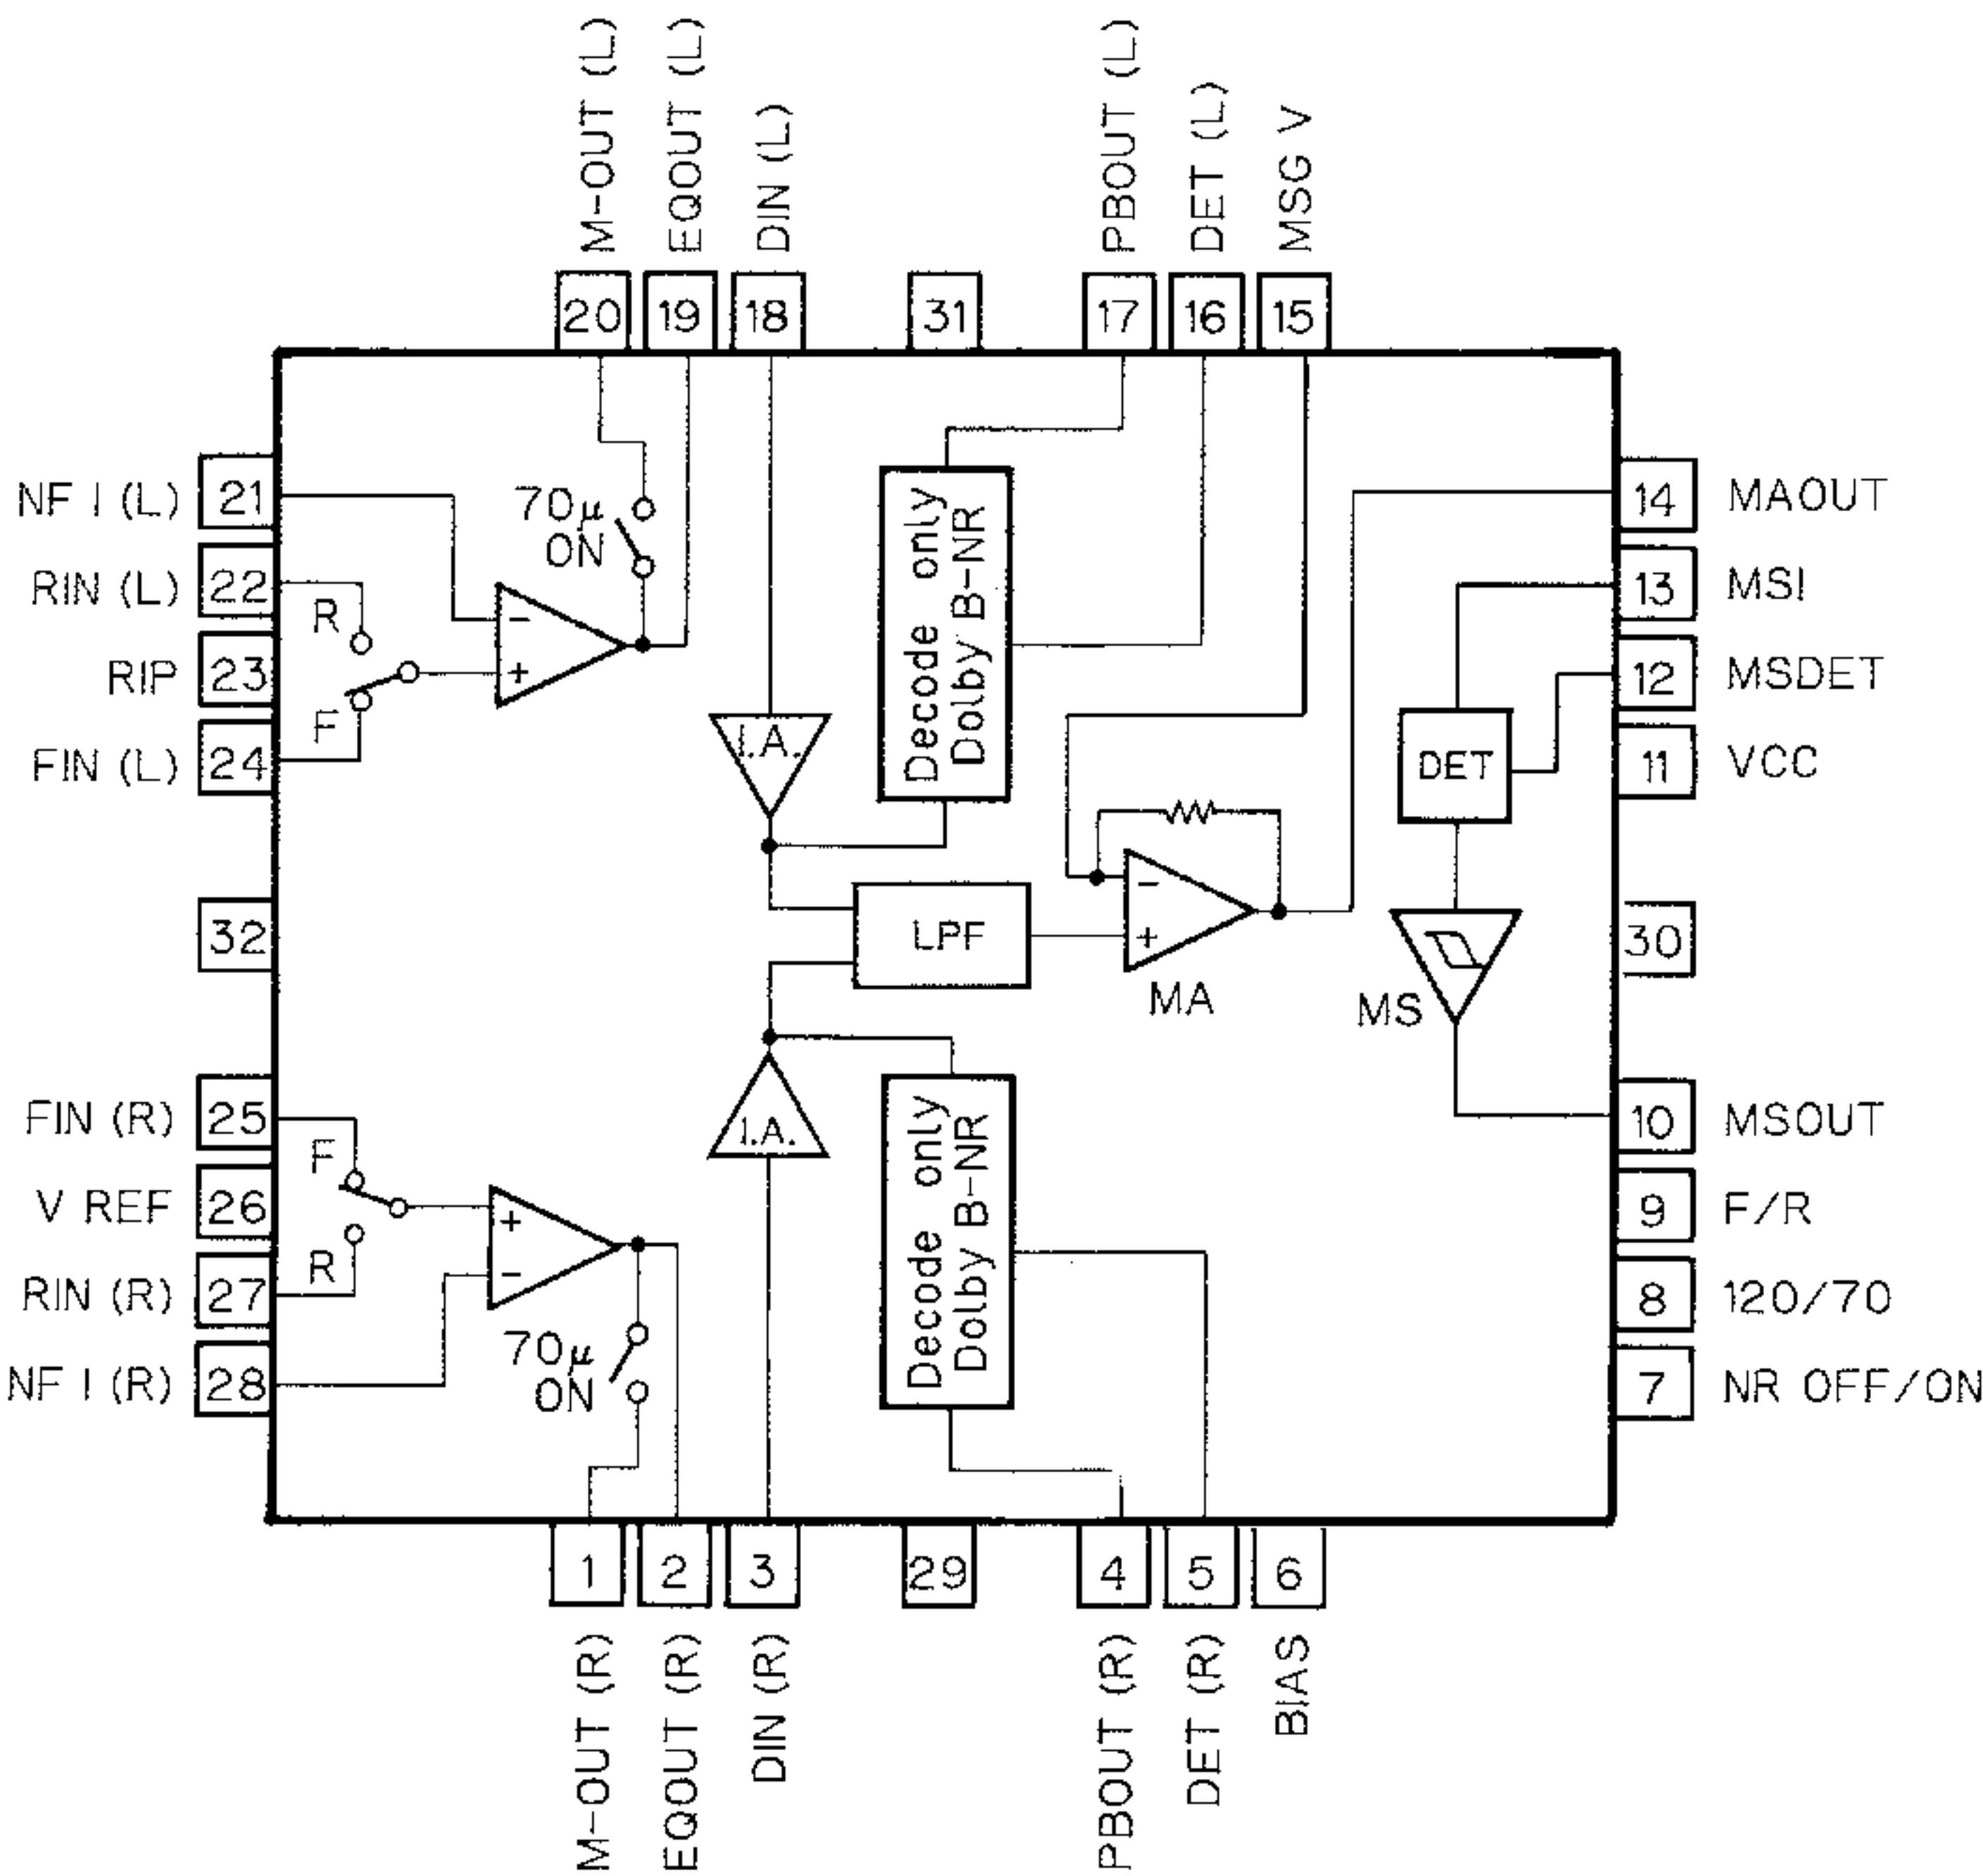 M-OUT (L)
EQOUT (L)
DIN (L)
PBOUT (L)
DET (L)
MSG V
20
19
18
31
17
16
15
NF I (L)
21
RIN (L)
22
RIP
23
FIN (L)
24
32
FIN (R)
25
V REF
26
RIN (R)
27
NF I (R)
28
R
F
-
+
70μ
ON
I.A.
Decode only
Dolby B-NR
LPF
-
+
MA
DET
MS
14
MAOUT
13
MSI
12
MSDET
11
VCC
30
10
MSOUT
9
F/R
8
120/70
7
NR OFF/ON
F
R
+
-
70μ
ON
I.A.
Decode only
Dolby B-NR
1
2
3
29
4
5
6
M-OUT (R)
EQOUT (R)
DIN (R)
PBOUT (R)
DET (R)
BIAS